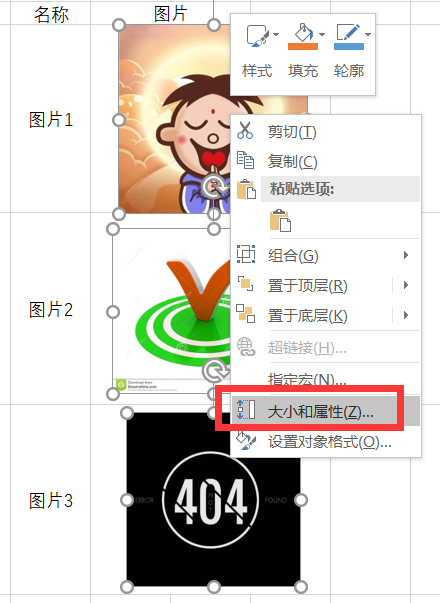 名称
图片
样式
填充
轮廓
图片1
剪切(T)
复制(C)
粘贴选项:
组合(G)
置于顶层(R)
图片2
置于底层(K)
超链接(H)...
指定宏(N)...
大小和属性(Z)...
设置对象格式(O)...
图片3
ERROR
404
FOUND